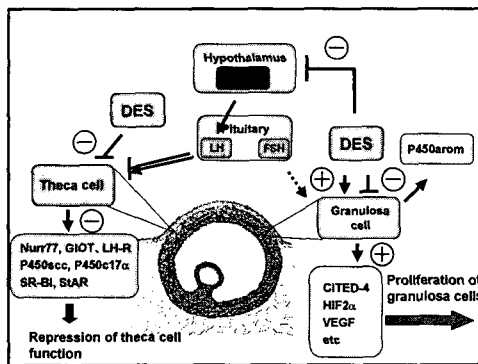 Hypothalamus
DES
Pituitary
LH
FSH
DES
P450arom
Theca cell
Granulosa
cell
Nurr77, GIOT, LH-R
P450scc, P450c17α
SR-BI, StAR
CITED-4
HIF2α
VEGF
etc
Proliferation of
granulosa cells
Repression of theca cell
function